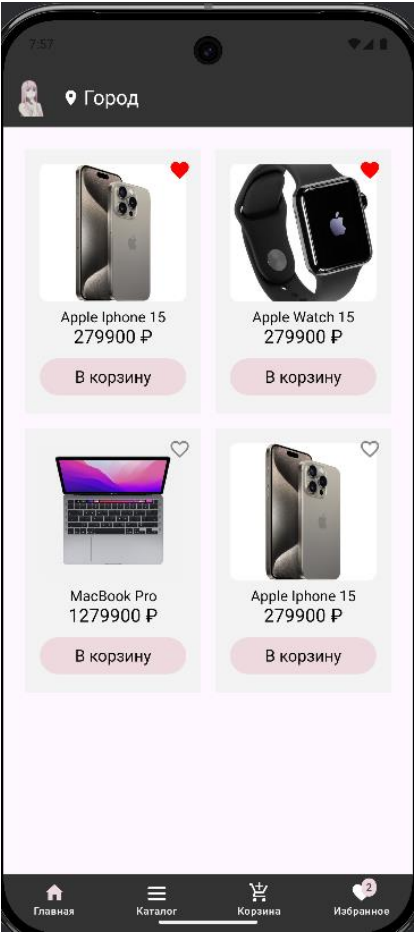 7:57
Город
Apple Iphone 15
279900 ₽
В корзину
Apple Watch 15
279900 ₽
В корзину
MacBook Pro
1279900 ₽
В корзину
Apple Iphone 15
279900 ₽
В корзину
Главная
Каталог
Корзина
2
Избранное